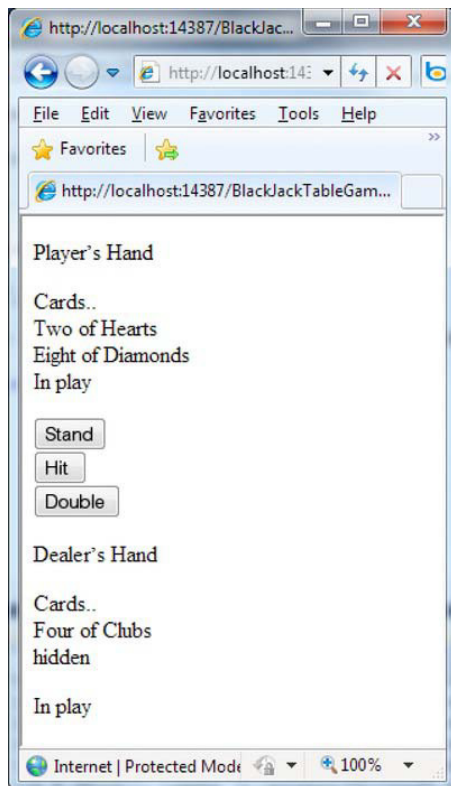 http://localhost:14387/BlackJac...
http://localhost:143
File Edit View Favorites Tools Help
Favorites
http://localhost:14387/BlackJackTableGam...
Player's Hand
Cards..
Two of Hearts
Eight of Diamonds
In play
Stand
Hit
Double
Dealer's Hand
Cards..
Four of Clubs
hidden
In play
Internet | Protected Mode 100%